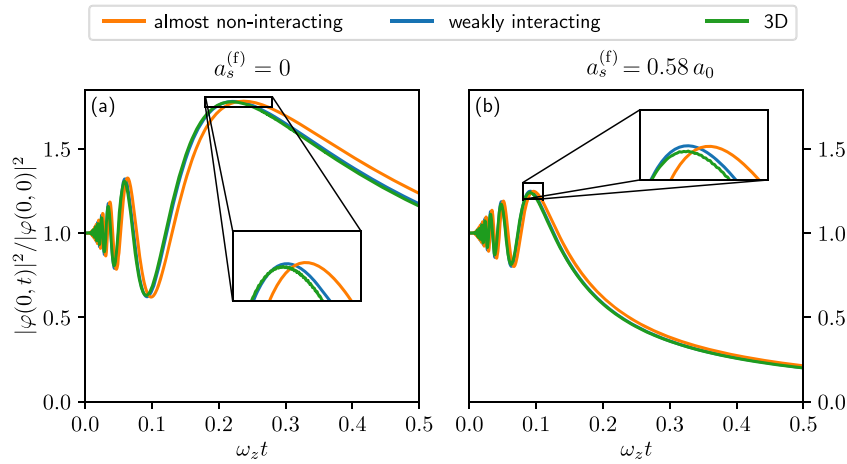 almost non-interacting weakly interacting 3D
a_s^(f) = 0 a_s^(f) = 0.58 a_0
(a) (b)
1.5 1.5
1.0 1.0
0.5 0.5
0.0 0.0
|φ(0, t)|²/|φ(0, 0)|²
0.0 0.1 0.2 0.3 0.4 0.5 0.0 0.1 0.2 0.3 0.4 0.5
ω_z t ω_z t